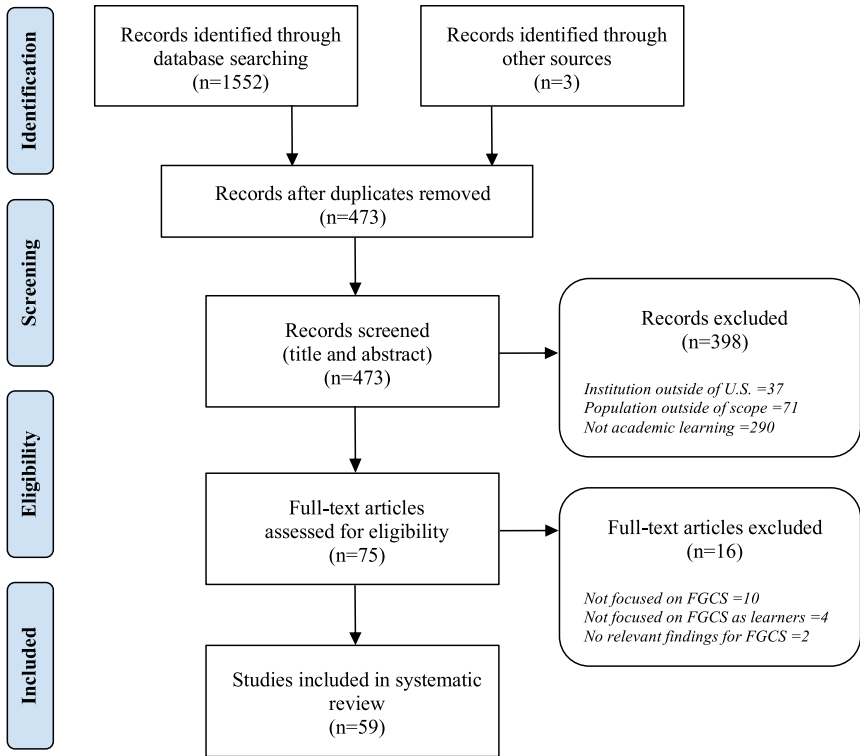 Identification
Records identified through
database searching
(n=1552)
Records identified through
other sources
(n=3)
Records after duplicates removed
(n=473)
Screening
Records screened
(title and abstract)
(n=473)
Records excluded
(n=398)
Institution outside of U.S. =37
Population outside of scope =71
Not academic learning =290
Eligibility
Full-text articles
assessed for eligibility
(n=75)
Full-text articles excluded
(n=16)
Not focused on FGCS =10
Not focused on FGCS as learners =4
No relevant findings for FGCS =2
Included
Studies included in systematic
review
(n=59)